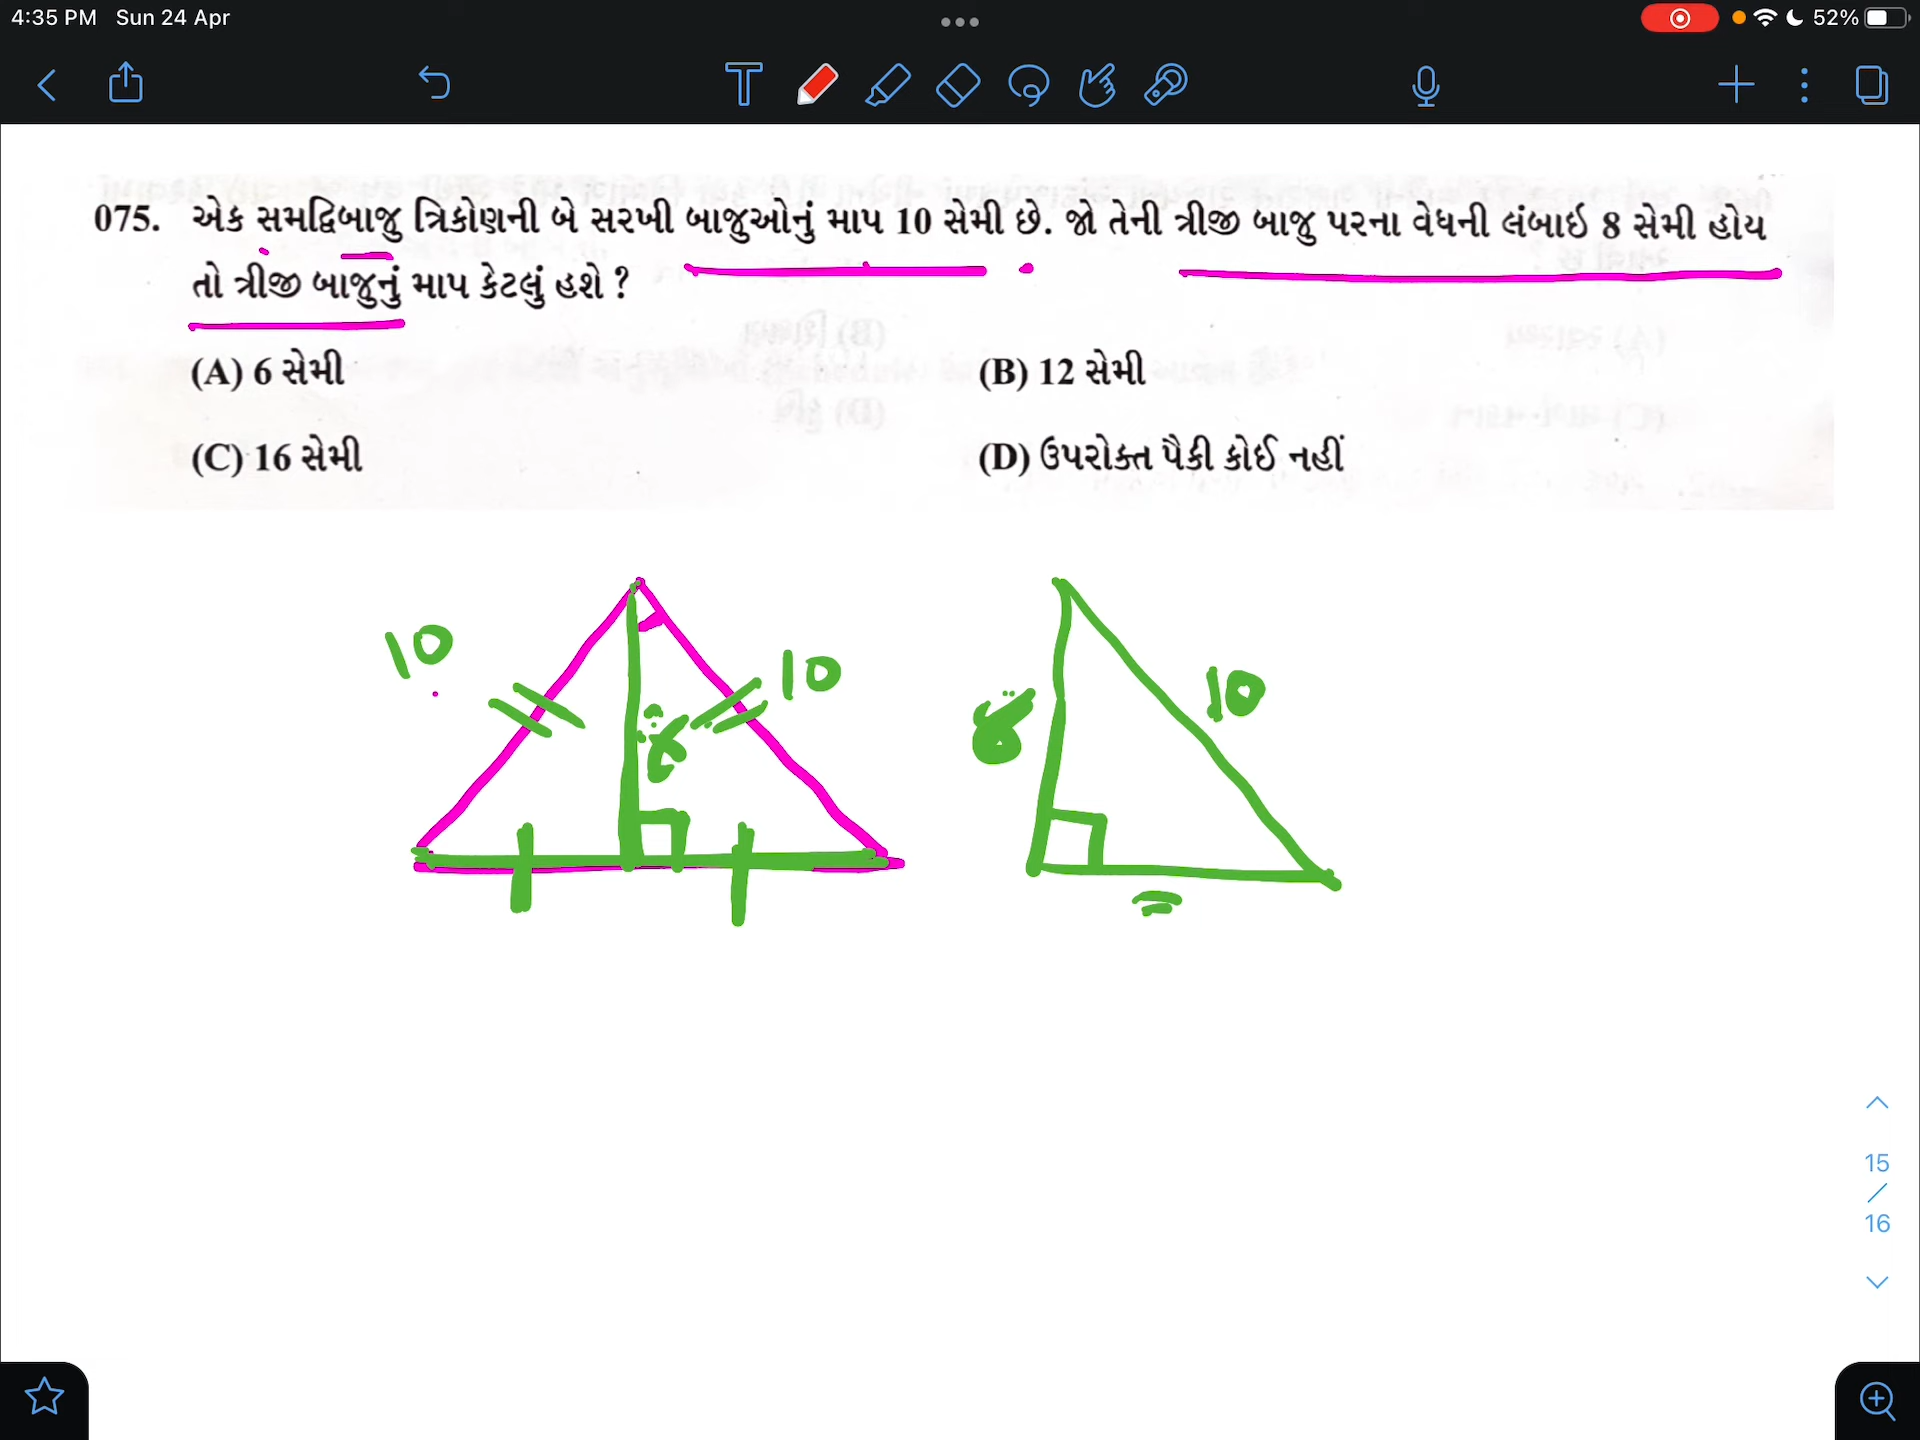 4:35 PM Sun 24 Apr
52%
075. એક સમદ્વિબાજુ ત્રિકોણની બે સરખી બાજુઓનું માપ 10 સેમી છે. જો તેની ત્રીજી બાજુ પરના વેધની લંબાઈ 8 સેમી હોય
તો ત્રીજી બાજુનું માપ કેટલું હશે ?
(A) 6 સેમી
(B) 12 સેમી
(C) 16 સેમી
(D) ઉપરોક્ત પૈકી કોઈ નહીં
10
10
8
8
10
15
/
16